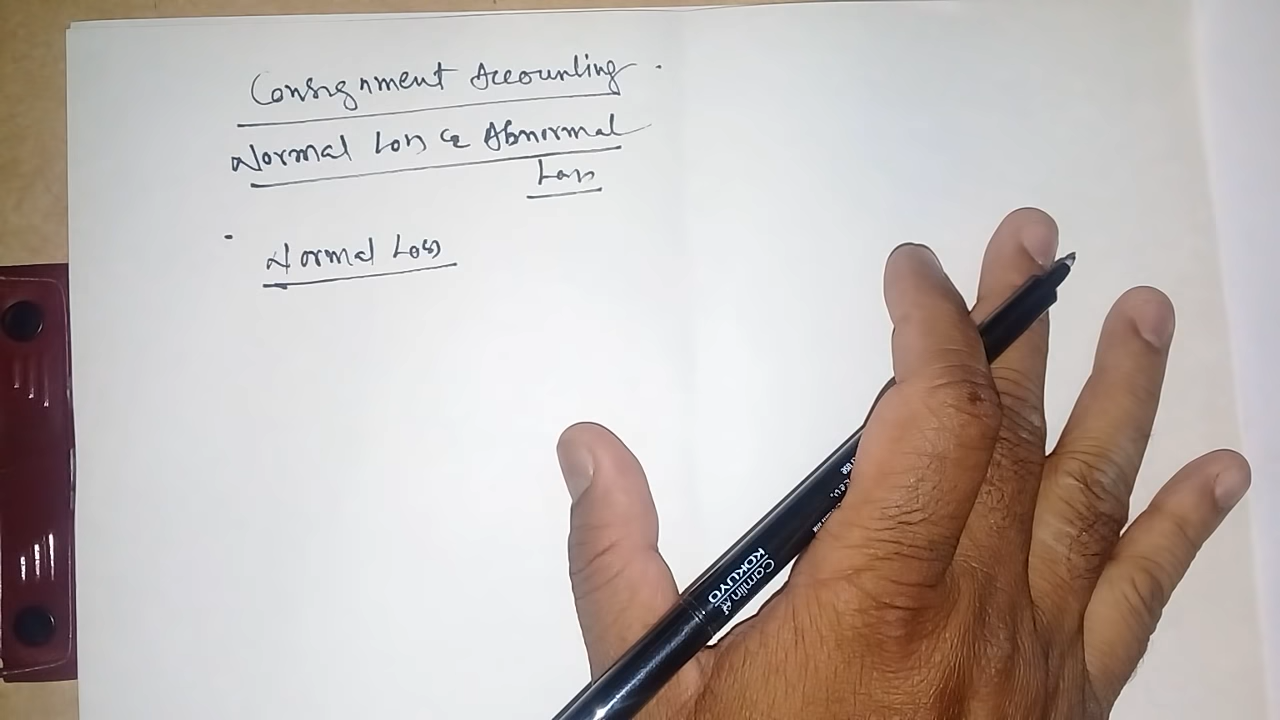 Consignment Accounting.
Normal Loss & Abnormal
Loss
Normal Loss
Camlin
KOKUYO